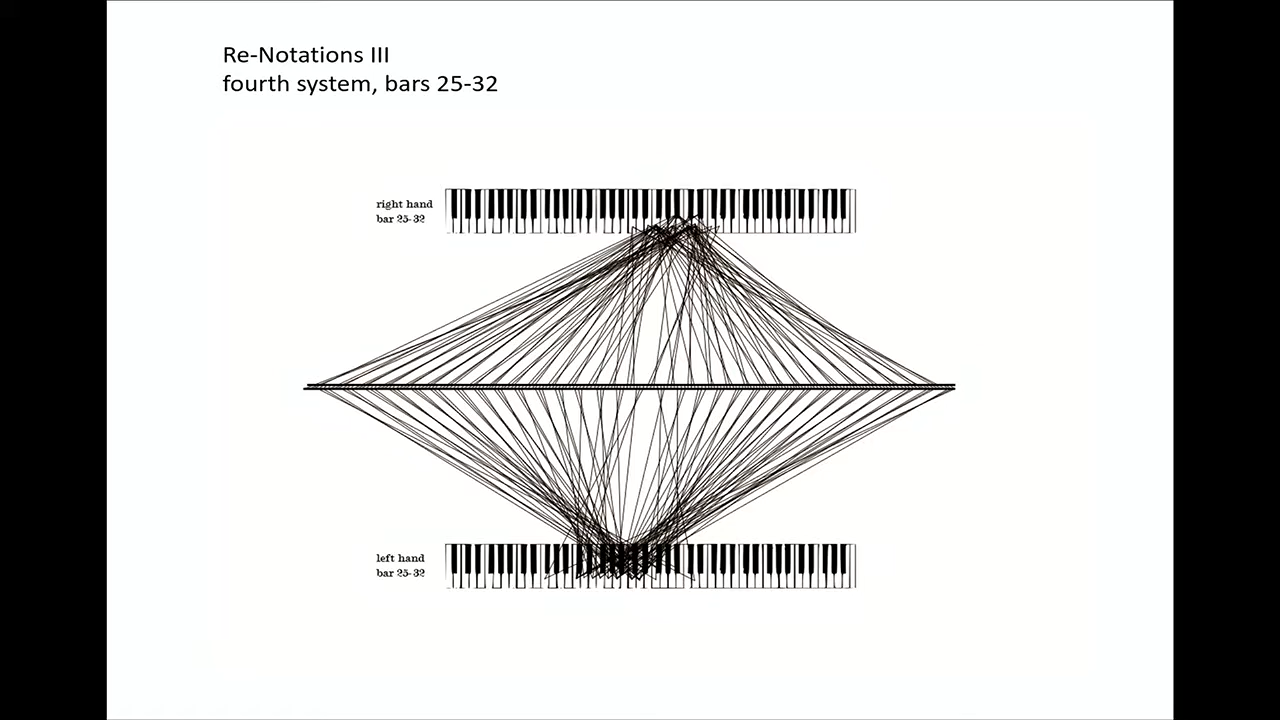 Re-Notations III
fourth system, bars 25-32
right hand
bar 25-32
left hand
bar 25-32